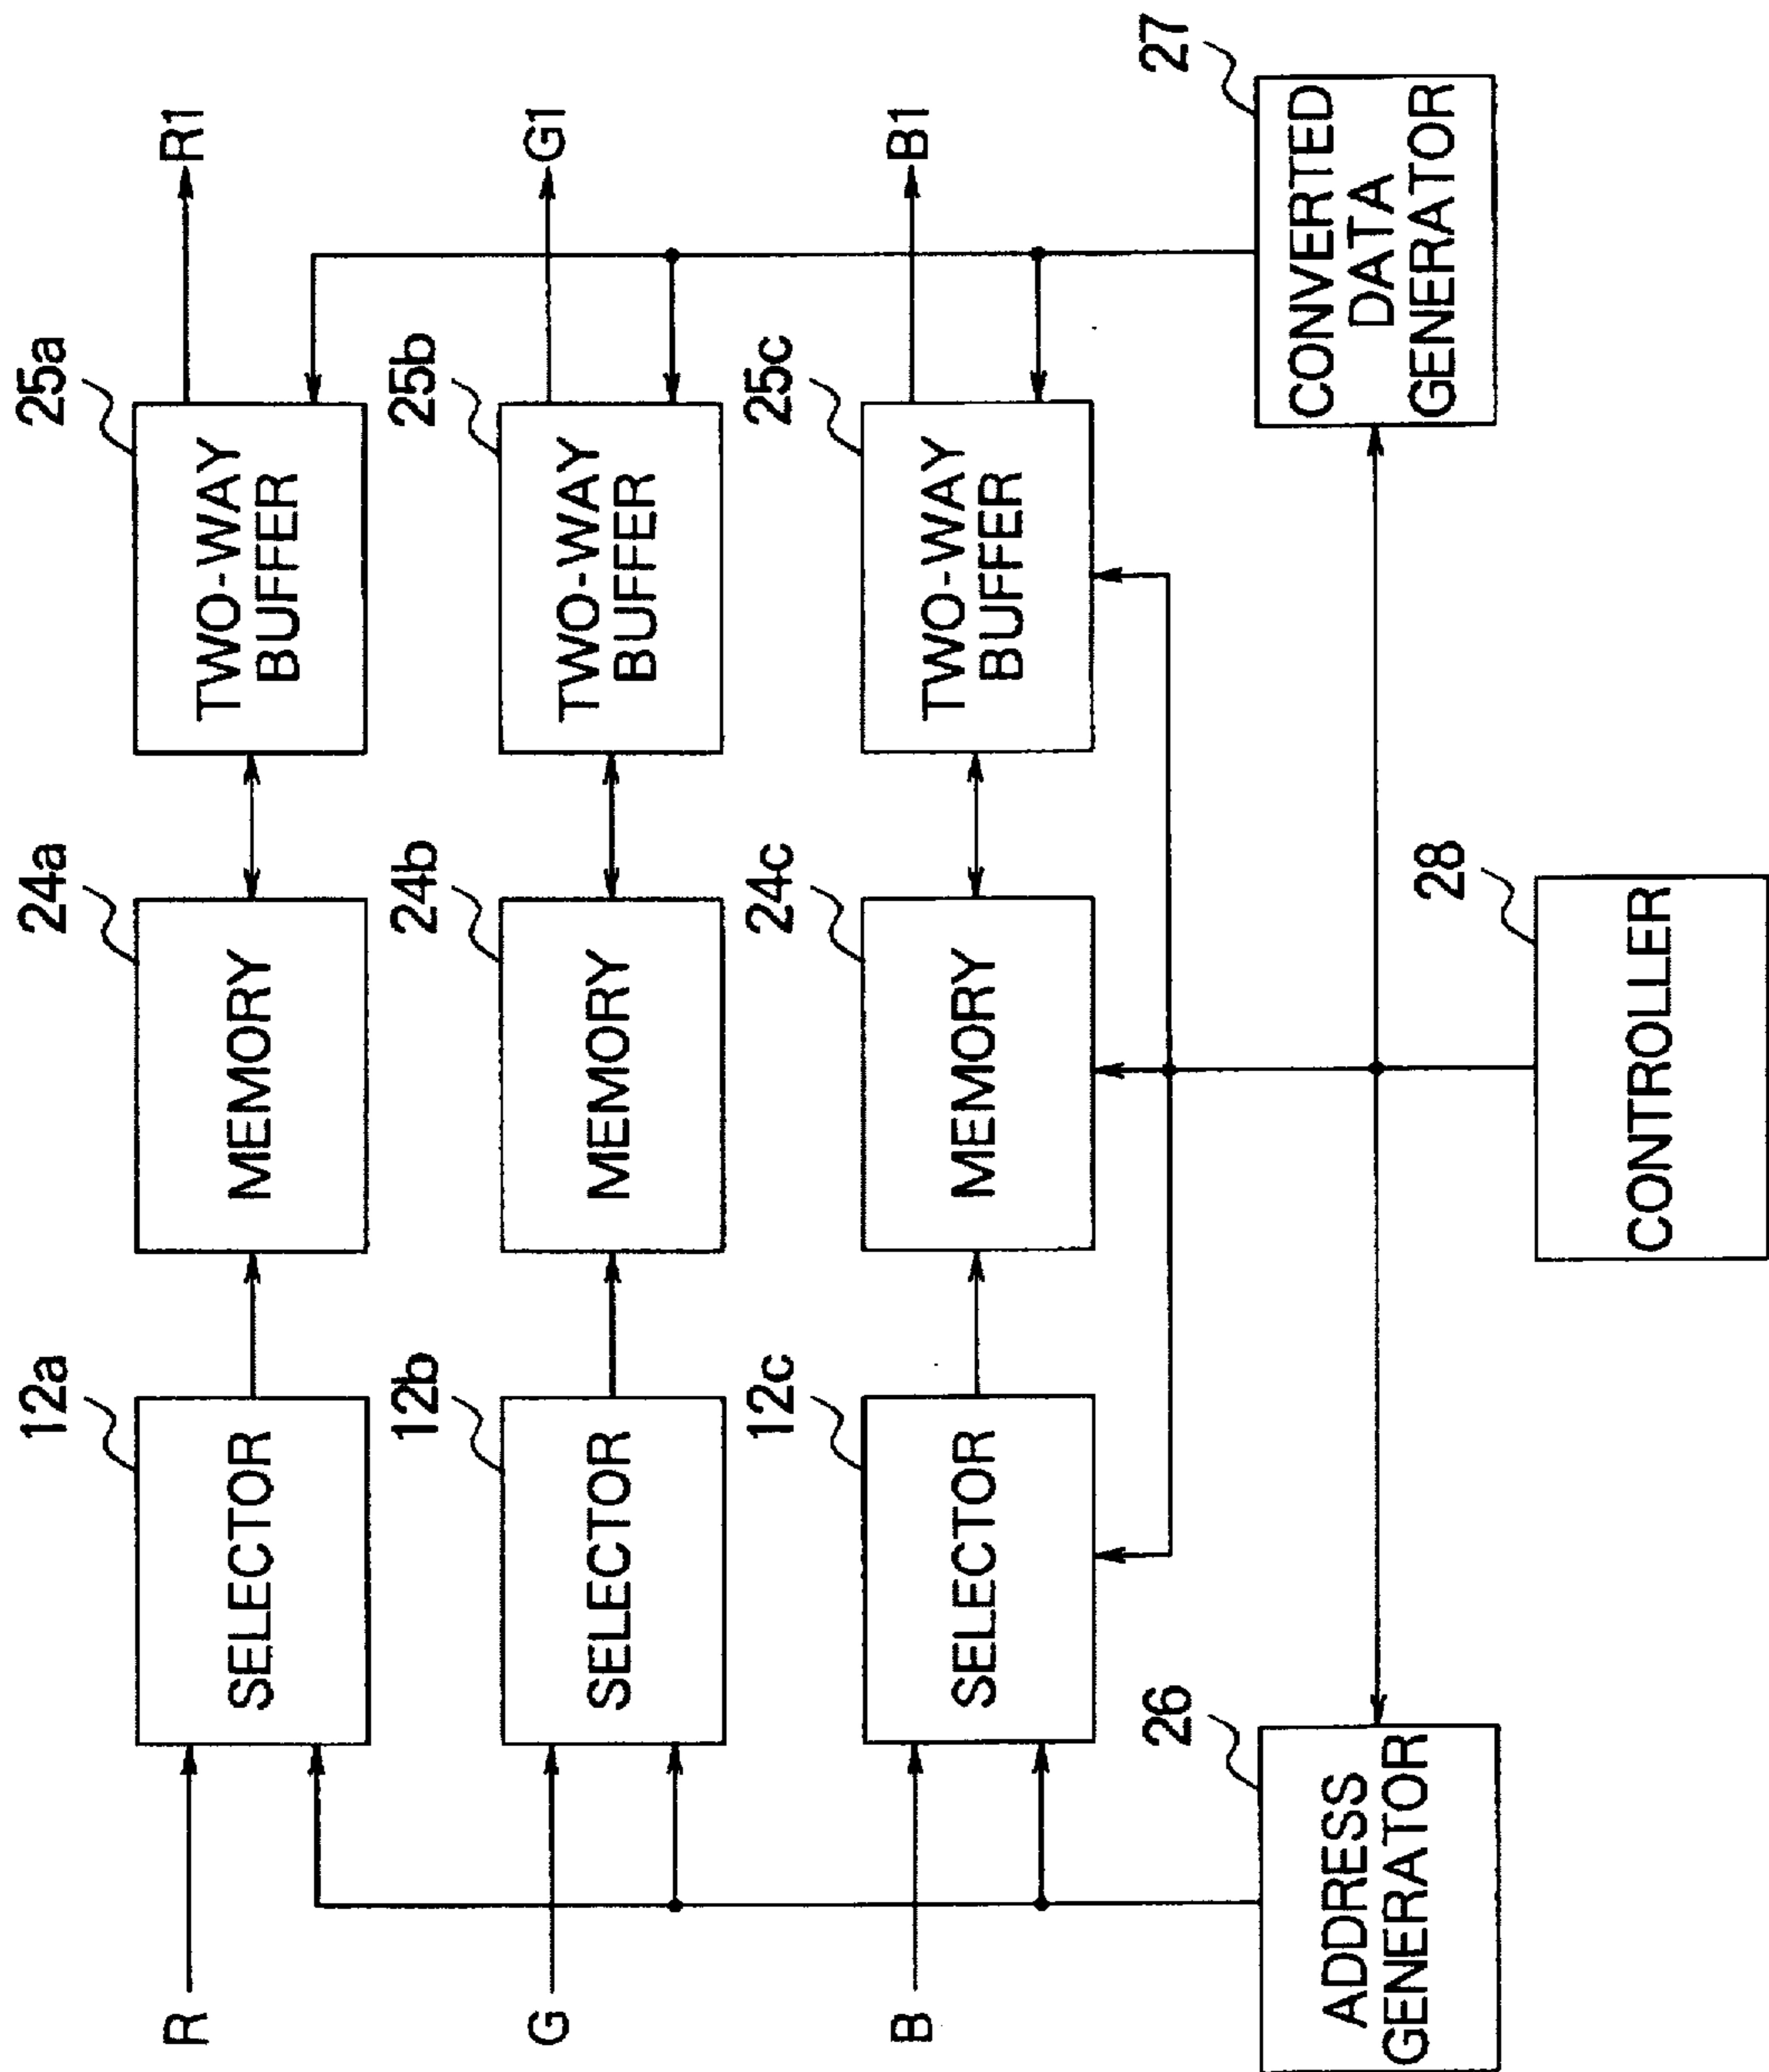 12a
24a
25a
R
SELECTOR
MEMORY
TWO-WAY
BUFFER
R1
12b
24b
25b
G
SELECTOR
MEMORY
TWO-WAY
BUFFER
G1
12c
24c
25c
B
SELECTOR
MEMORY
TWO-WAY
BUFFER
B1
26
27
ADDRESS
GENERATOR
CONVERTED
DATA
GENERATOR
28
CONTROLLER